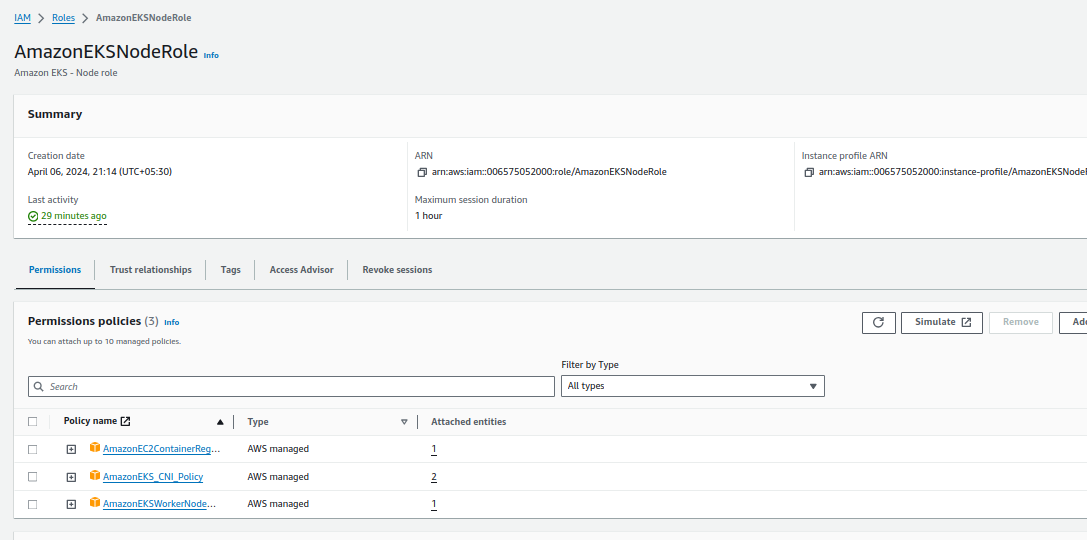 IAM > Roles > AmazonEKSNodeRole
AmazonEKSNodeRole Info
Amazon EKS - Node role
Summary
Creation date
April 06, 2024, 21:14 (UTC+05:30)
ARN
arn:aws:iam::006575052000:role/AmazonEKSNodeRole
Instance profile ARN
arn:aws:iam::006575052000:instance-profile/AmazonEKSNodeR
Last activity
29 minutes ago
Maximum session duration
1 hour
Permissions
Trust relationships
Tags
Access Advisor
Revoke sessions
Permissions policies (3) Info
You can attach up to 10 managed policies.
Simulate
Remove
Add
Filter by Type
Search
All types
Policy name
Type
Attached entities
AmazonEC2ContainerReg... AWS managed 1
AmazonEKS_CNI_Policy AWS managed 2
AmazonEKSWorkerNode... AWS managed 1